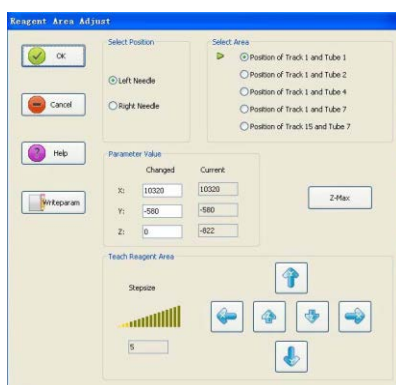 Reagent Area Adjust
OK
Cancel
Help
Writeparam
Select Position
Left Needle
Right Needle
Select Area
Position of Track 1 and Tube 1
Position of Track 1 and Tube 2
Position of Track 1 and Tube 4
Position of Track 1 and Tube 7
Position of Track 15 and Tube 7
Parameter Value
Changed Current
X: 10320 10320
Y: -580 -580
Z: 0 -822
Z-Max
Teach Reagent Area
Stepsize
5